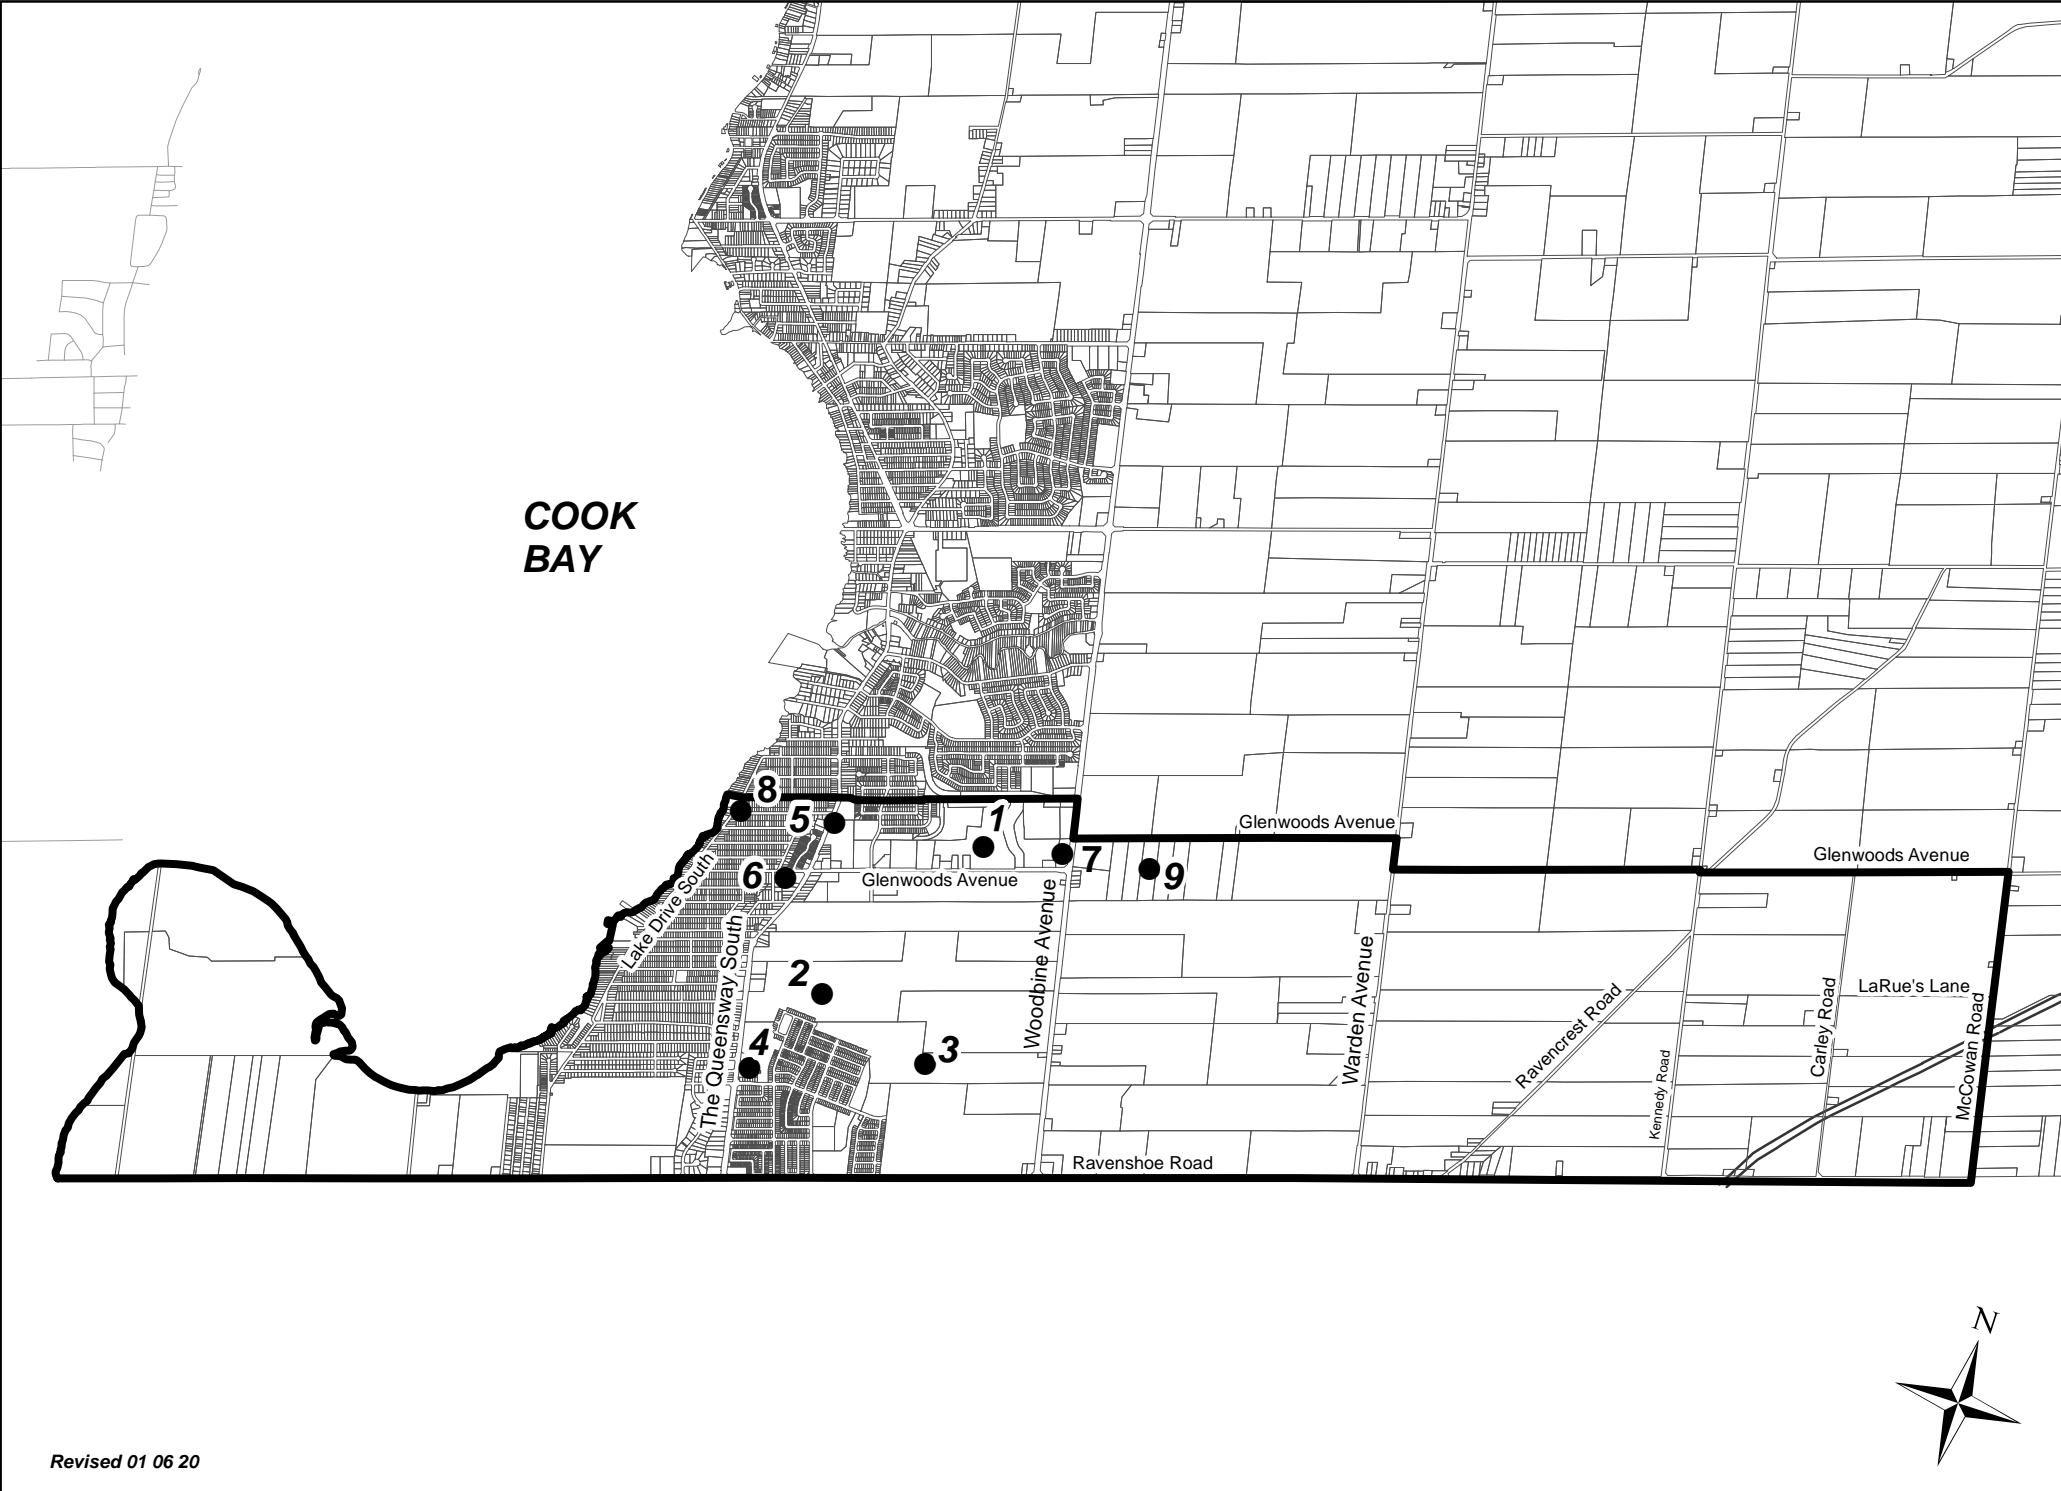 COOK
BAY
8
5
1
Glenwoods Avenue
7
9
6
Glenwoods Avenue
Glenwoods Avenue
Lake Drive South
The Queensway South
Woodbine Avenue
Warden Avenue
2
LaRue's Lane
Ravencrest Road
Carley Road
McCowan Road
4
3
Kennedy Road
Ravenshoe Road
N
Revised 01 06 20